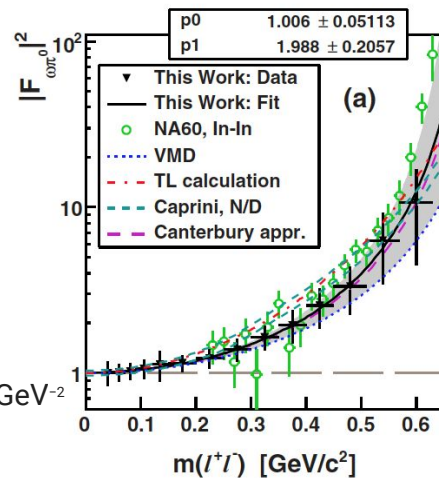 p0 1.006 ± 0.05113
p1 1.988 ± 0.2057
|F_{ωπ⁰}|²
10²
10
1
(a)
This Work: Data
This Work: Fit
NA60, In-In
VMD
TL calculation
Caprini, N/D
Canterbury appr.
GeV⁻²
0 0.1 0.2 0.3 0.4 0.5 0.6
m(l⁺l⁻) [GeV/c²]